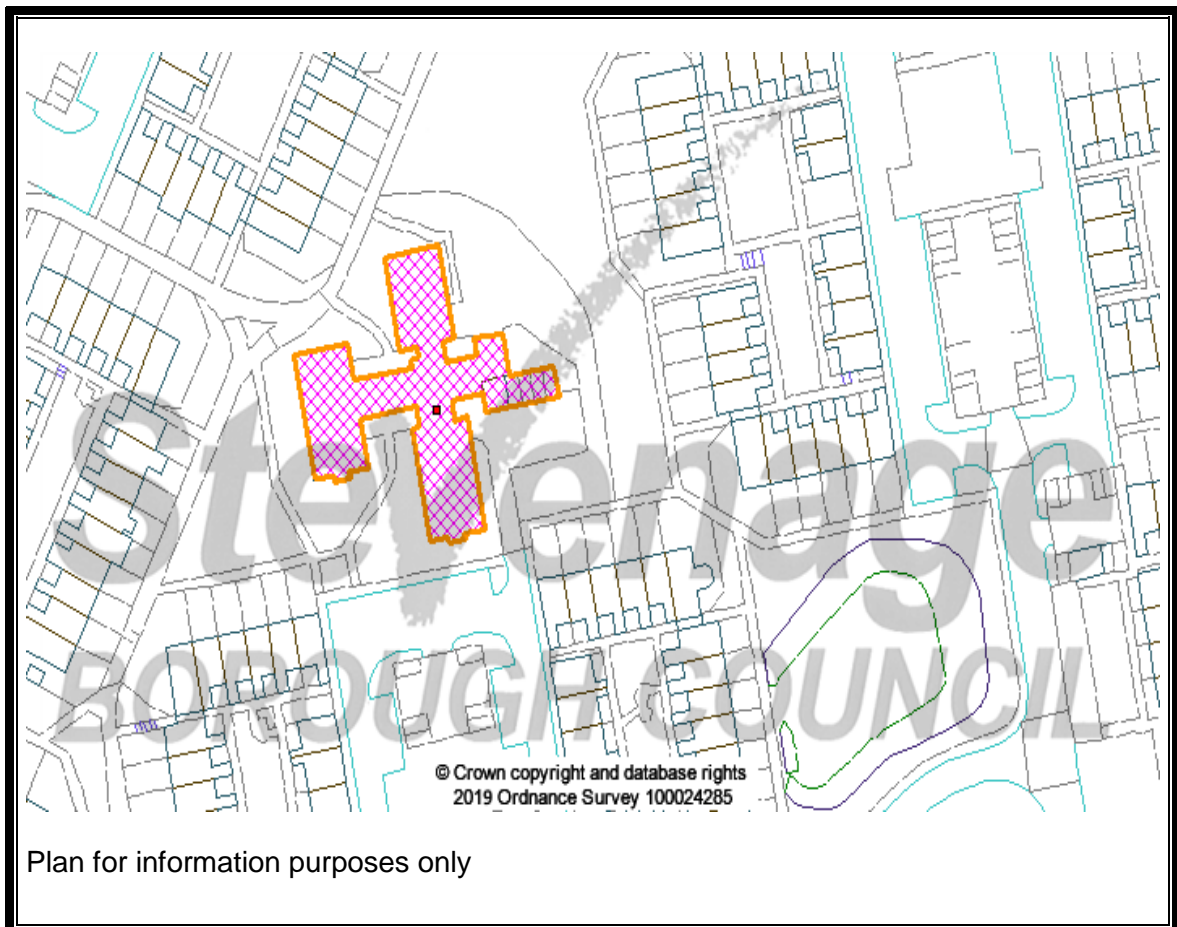 Stevenage
BOROUGH COUNCIL
© Crown copyright and database rights
2019 Ordnance Survey 100024285
Plan for information purposes only